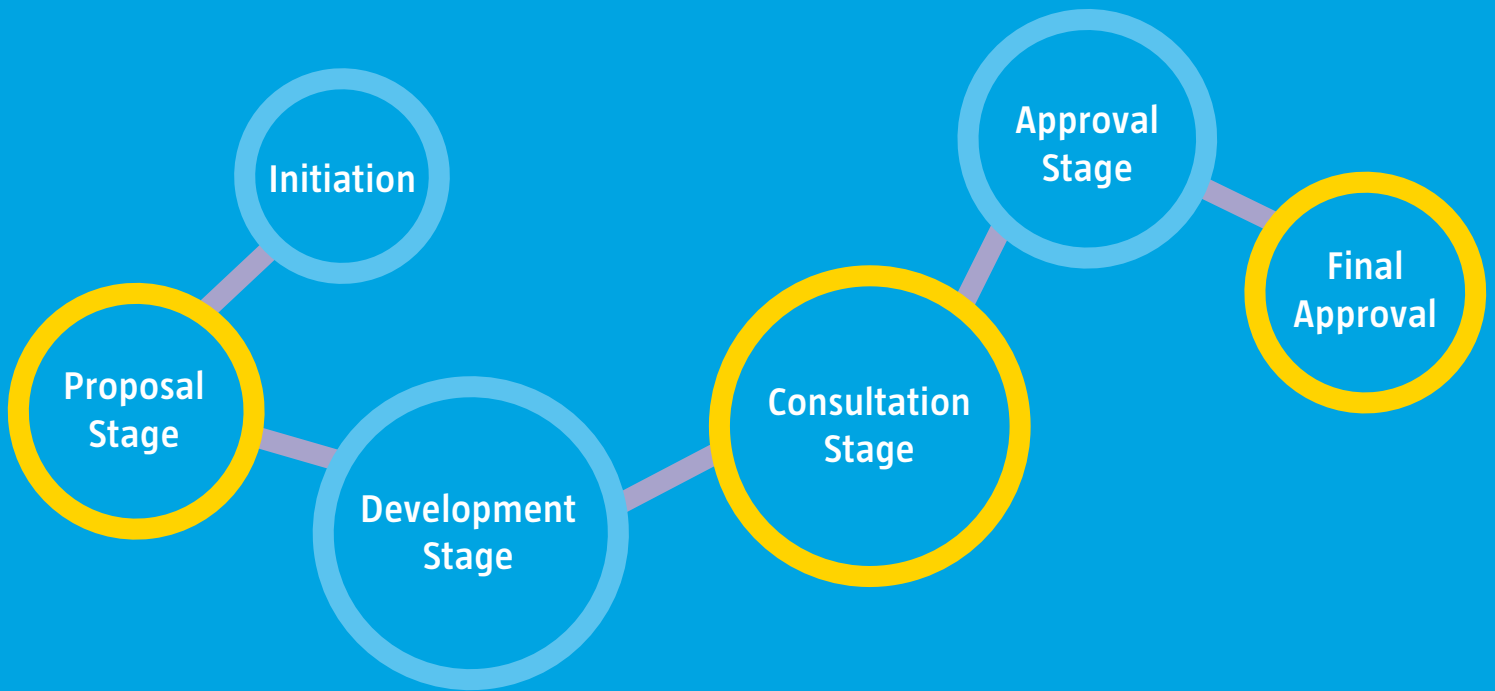 Initiation
Proposal
Stage
Development
Stage
Consultation
Stage
Approval
Stage
Final
Approval